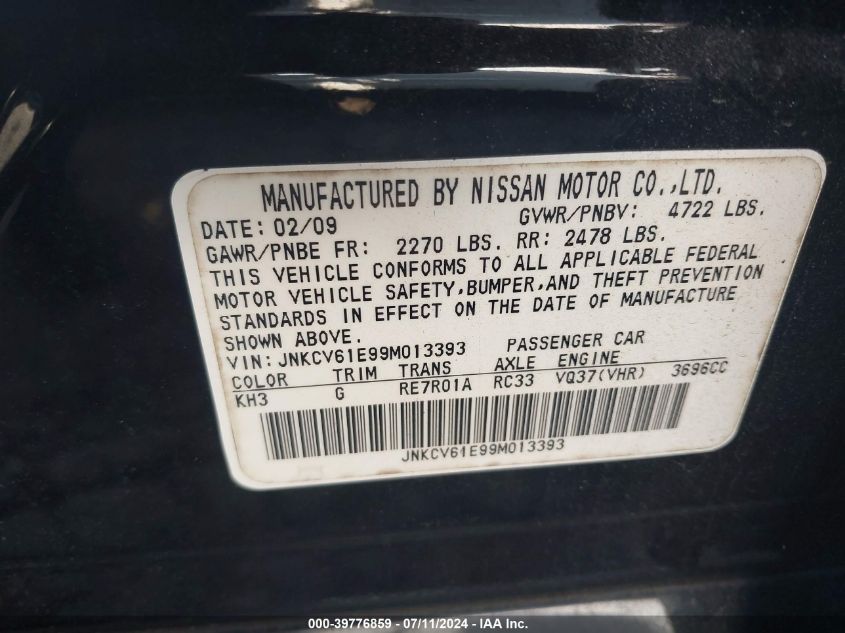 MANUFACTURED BY NISSAN MOTOR CO.,LTD.
DATE: 02/09 GVWR/PNBV: 4722 LBS.
GAWR/PNBE FR: 2270 LBS. RR: 2478 LBS.
THIS VEHICLE CONFORMS TO ALL APPLICABLE FEDERAL
MOTOR VEHICLE SAFETY,BUMPER,AND THEFT PREVENTION
STANDARDS IN EFFECT ON THE DATE OF MANUFACTURE
SHOWN ABOVE.
VIN: JNKCV61E99M013393 PASSENGER CAR
COLOR TRIM TRANS AXLE ENGINE
KH3 G RE7R01A RC33 VQ37(VHR) 3696CC
JNKCV61E99M013393
000-39776859 - 07/11/2024 - IAA Inc.